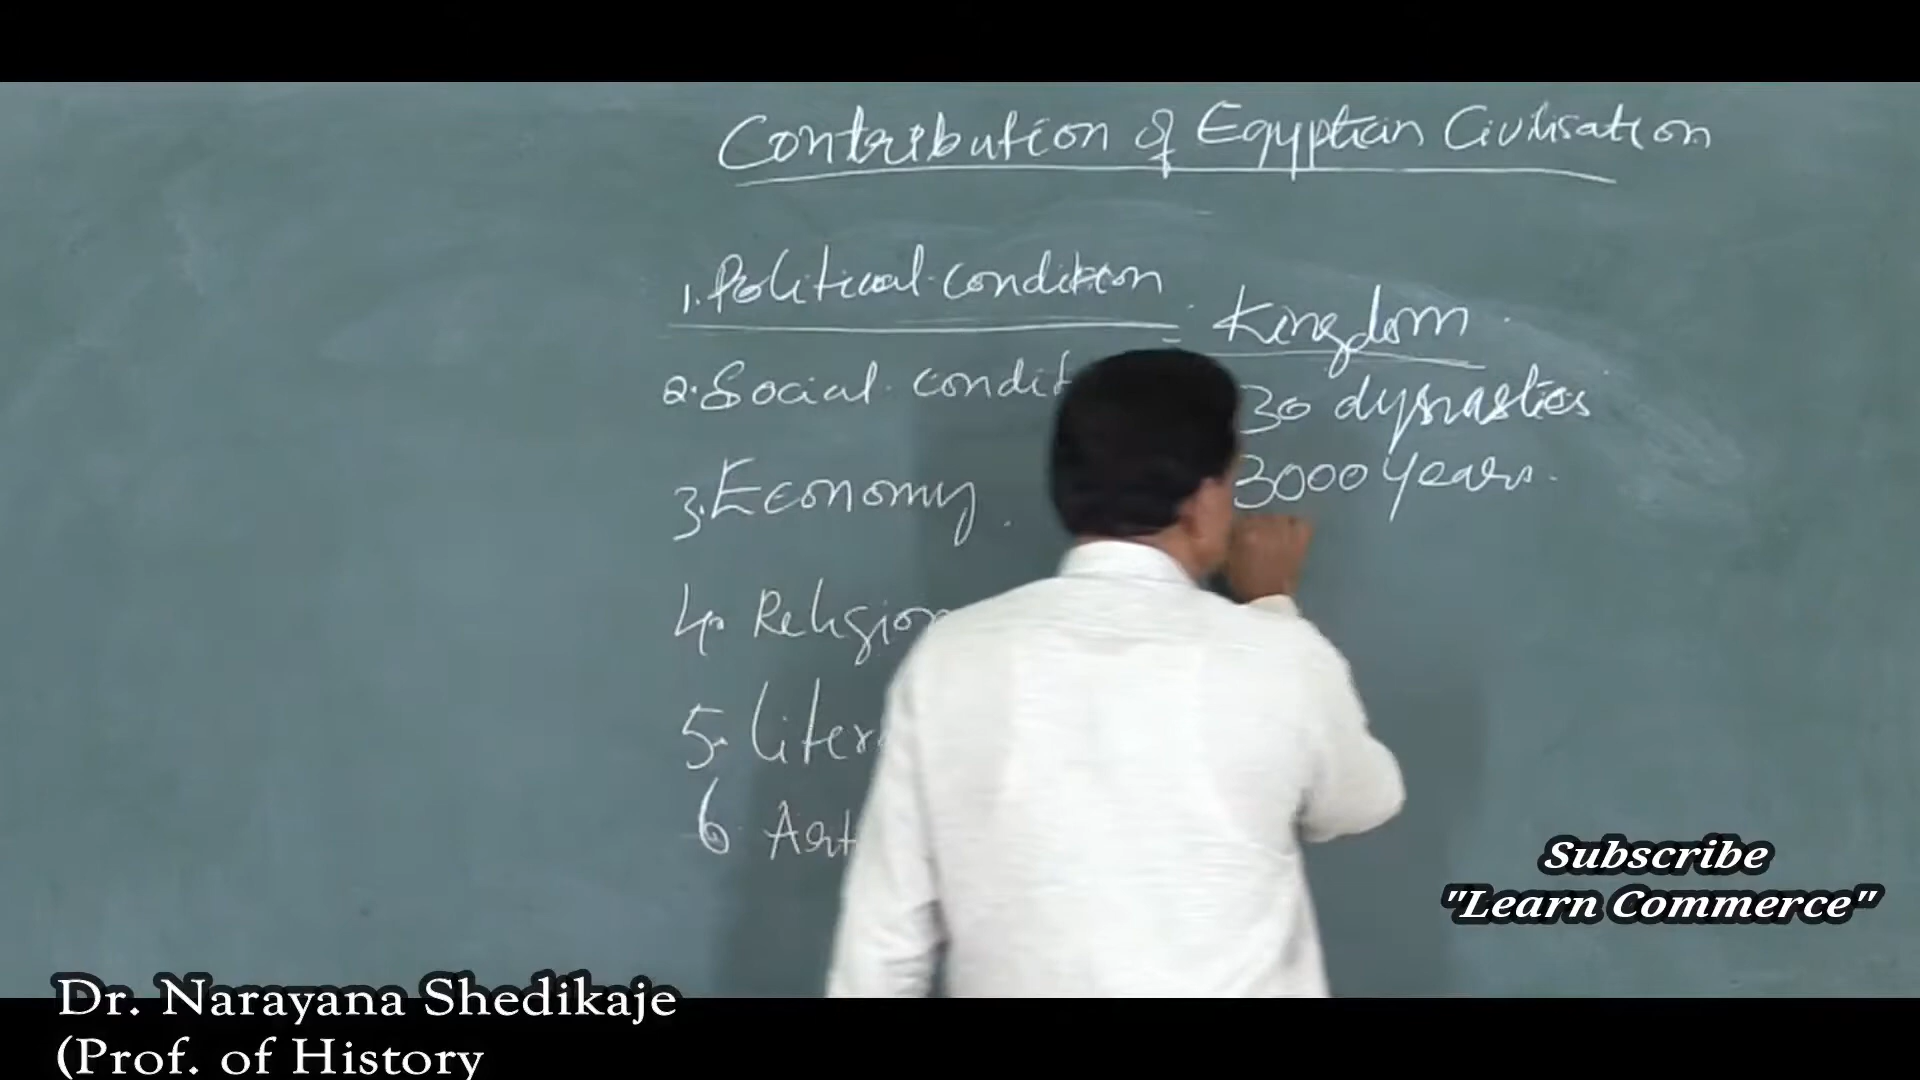 Contribution of Egyptian Civilisation
1. Political condition
Kingdom
2. Social condit
30 dynasties
3000 years.
3. Economy.
4. Religion
5. Liter
6 Art
Subscribe
"Learn Commerce"
Dr. Narayana Shedikaje
(Prof. of History